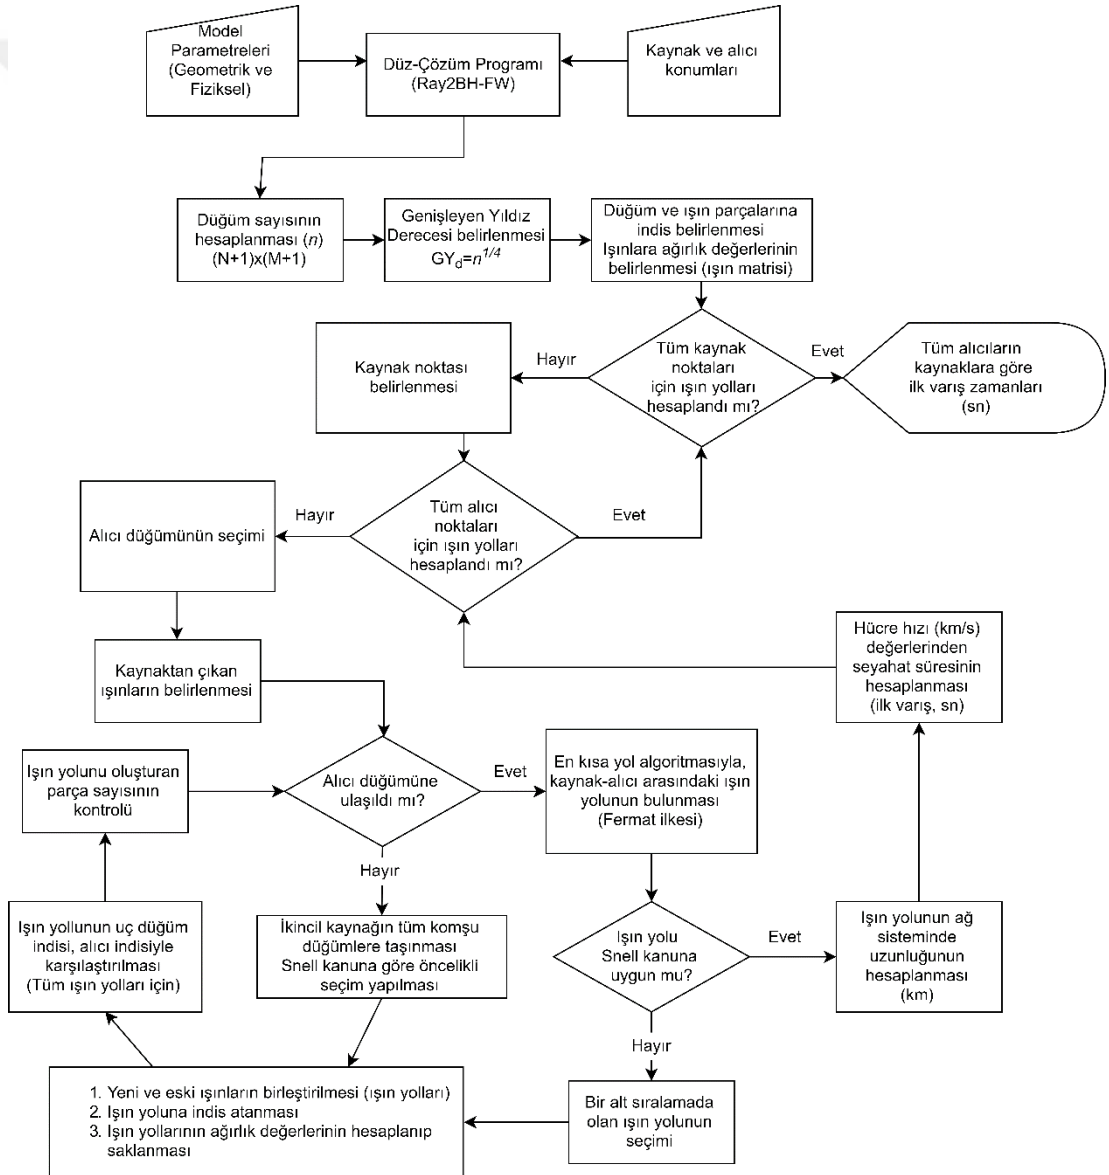 Model
Parametreleri
(Geometrik ve
Fiziksel)
Düz-Çözüm Programı
(Ray2BH-FW)
Kaynak ve alıcı
konumları
Düğüm sayısının
hesaplanması (n)
(N+1)x(M+1)
Genişleyen Yıldız
Derecesi belirlenmesi
GYd=n1/4
Düğüm ve ışın parçalarına
indis belirlenmesi
Işınlara ağırlık değerlerinin
belirlenmesi (ışın matrisi)
Kaynak noktası
belirlenmesi
Hayır
Tüm kaynak
noktaları
için ışın yolları
hesaplandı mı?
Evet
Tüm alıcıların
kaynaklara göre
ilk varış zamanları
(sn)
Alıcı düğümünün seçimi
Hayır
Tüm alıcı
noktaları
için ışın yolları
hesaplandı mı?
Evet
Kaynaktan çıkan
ışınların belirlenmesi
Hücre hızı (km/s)
değerlerinden
seyahat süresinin
hesaplanması
(ilk varış, sn)
Işın yolunu oluşturan
parça sayısının
kontrolü
Alıcı düğümüne
ulaşıldı mı?
Evet
En kısa yol algoritmasıyla,
kaynak-alıcı arasındaki ışın
yolunun bulunması
(Fermat ilkesi)
Hayır
Işın yollunun uç düğüm
indisi, alıcı indisiyle
karşılaştırılması
(Tüm ışın yolları için)
İkincil kaynağın tüm komşu
düğümlere taşınması
Snell kanuna göre öncelikli
seçim yapılması
Işın yolu
Snell kanuna
uygun mu?
Evet
Işın yolunun ağ
sisteminde
uzunluğunun
hesaplanması
(km)
Hayır
1. Yeni ve eski ışınların birleştirilmesi (ışın yolları)
2. Işın yoluna indis atanması
3. Işın yollarının ağırlık değerlerinin hesaplanıp
saklanması
Bir alt sıralamada
olan ışın yolunun
seçimi